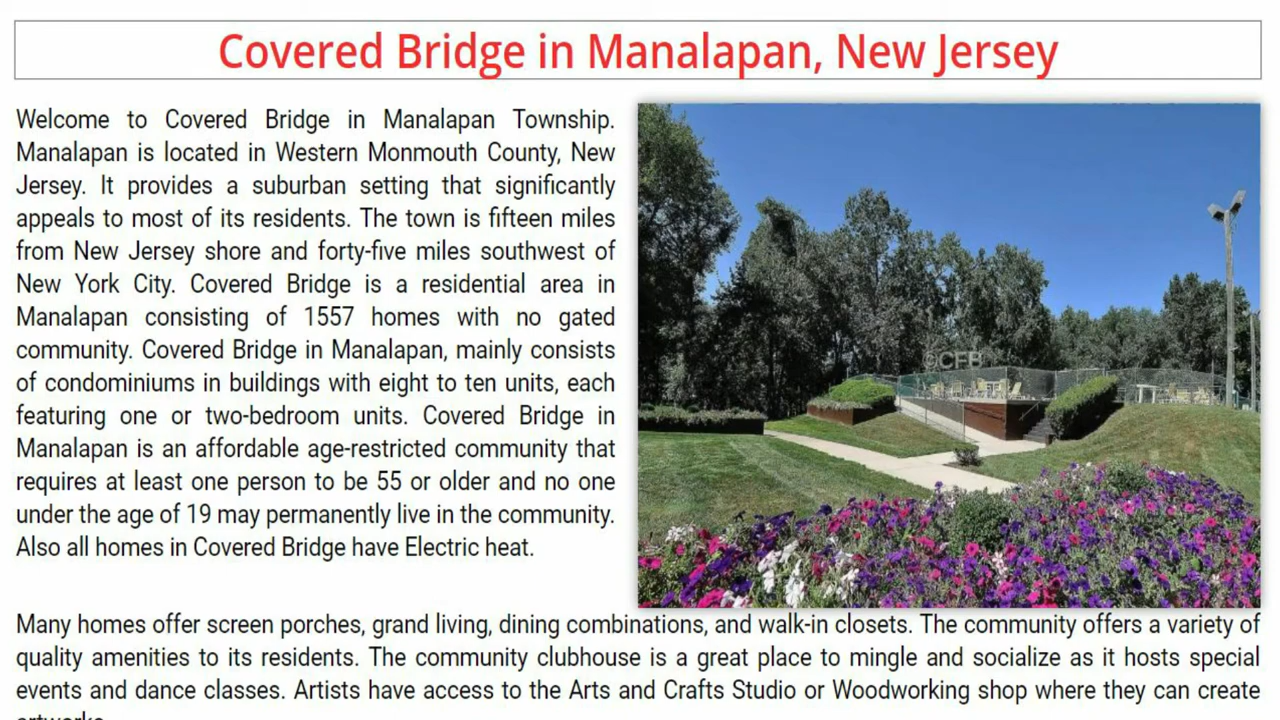 Covered Bridge in Manalapan, New Jersey
Welcome to Covered Bridge in Manalapan Township.
Manalapan is located in Western Monmouth County, New
Jersey. It provides a suburban setting that significantly
appeals to most of its residents. The town is fifteen miles
from New Jersey shore and forty-five miles southwest of
New York City. Covered Bridge is a residential area in
Manalapan consisting of 1557 homes with no gated
community. Covered Bridge in Manalapan, mainly consists
of condominiums in buildings with eight to ten units, each
featuring one or two-bedroom units. Covered Bridge in
Manalapan is an affordable age-restricted community that
requires at least one person to be 55 or older and no one
under the age of 19 may permanently live in the community.
Also all homes in Covered Bridge have Electric heat.
©CFB
Many homes offer screen porches, grand living, dining combinations, and walk-in closets. The community offers a variety of
quality amenities to its residents. The community clubhouse is a great place to mingle and socialize as it hosts special
events and dance classes. Artists have access to the Arts and Crafts Studio or Woodworking shop where they can create